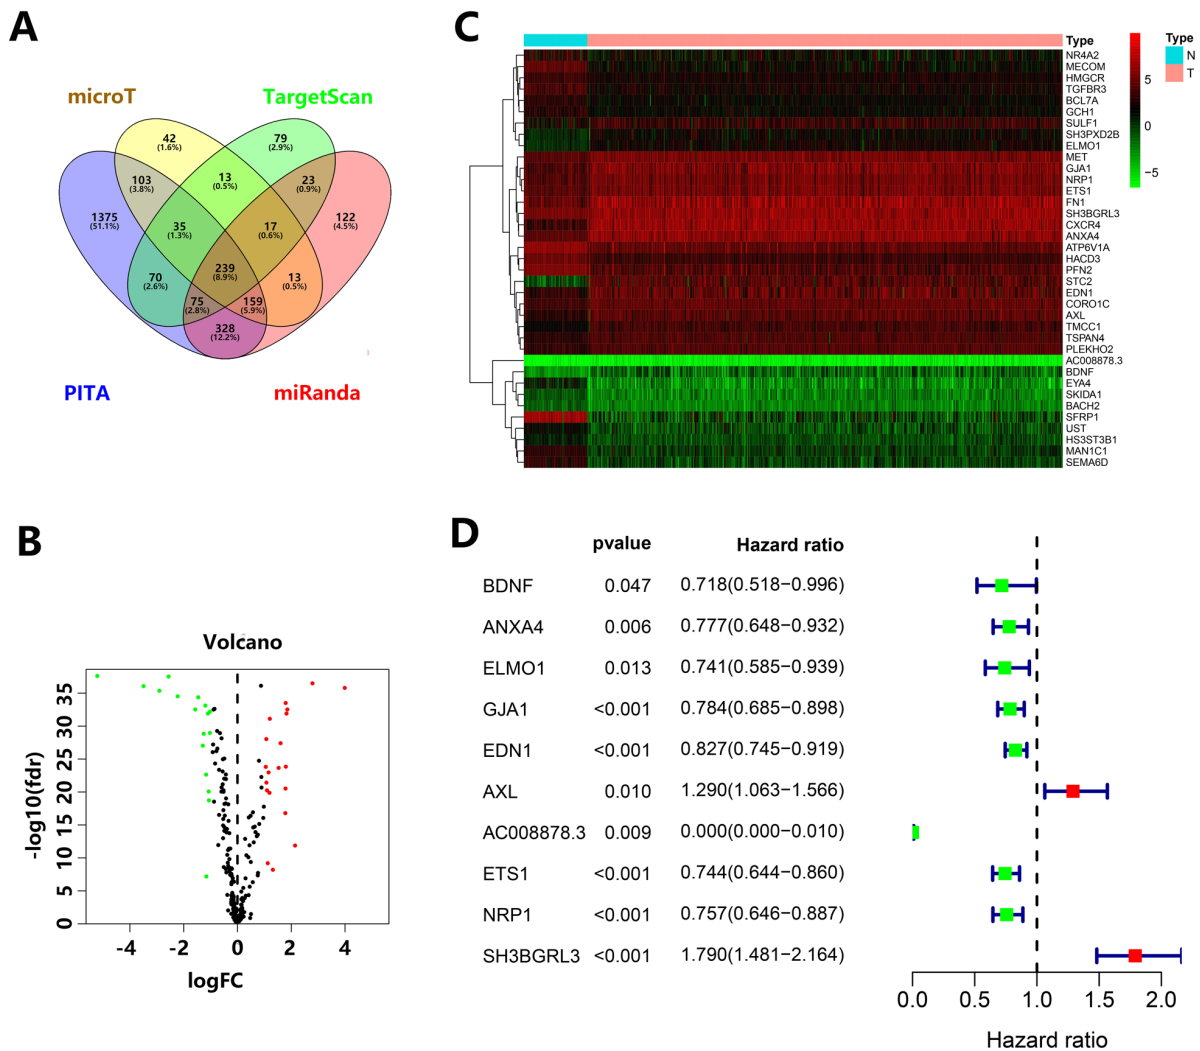 A
microT
TargetScan
42
(1.6%)
79
(2.9%)
103
(3.8%)
13
(0.5%)
23
(0.9%)
1375
(51.1%)
35
(1.3%)
17
(0.6%)
122
(4.5%)
239
(8.9%)
70
(2.6%)
13
(0.5%)
75
(2.8%)
159
(5.9%)
328
(12.2%)
PITA
miRanda
B
Volcano
-log10(fdr)
35
30
25
20
15
10
5
0
-4 -2 0 2 4
logFC
C
Type
NR4A2
MECOM
HMGCR
TGFBR3
BCL7A
GCH1
SULF1
SH3PXD2B
ELMO1
MET
GJA1
NRP1
ETS1
FN1
SH3BGRL3
CXCR4
ANXA4
ATP6V1A
HACD3
PFN2
STC2
EDN1
CORO1C
AXL
TMCC1
TSPAN4
PLEKHO2
AC008878.3
BDNF
EYA4
SKIDA1
BACH2
SFRP1
UST
HS3ST3B1
MAN1C1
SEMA6D
5
0
−5
Type
N
T
D
pvalue Hazard ratio
BDNF 0.047 0.718(0.518−0.996)
ANXA4 0.006 0.777(0.648−0.932)
ELMO1 0.013 0.741(0.585−0.939)
GJA1 <0.001 0.784(0.685−0.898)
EDN1 <0.001 0.827(0.745−0.919)
AXL 0.010 1.290(1.063−1.566)
AC008878.3 0.009 0.000(0.000−0.010)
ETS1 <0.001 0.744(0.644−0.860)
NRP1 <0.001 0.757(0.646−0.887)
SH3BGRL3 <0.001 1.790(1.481−2.164)
0.0 0.5 1.0 1.5 2.0
Hazard ratio